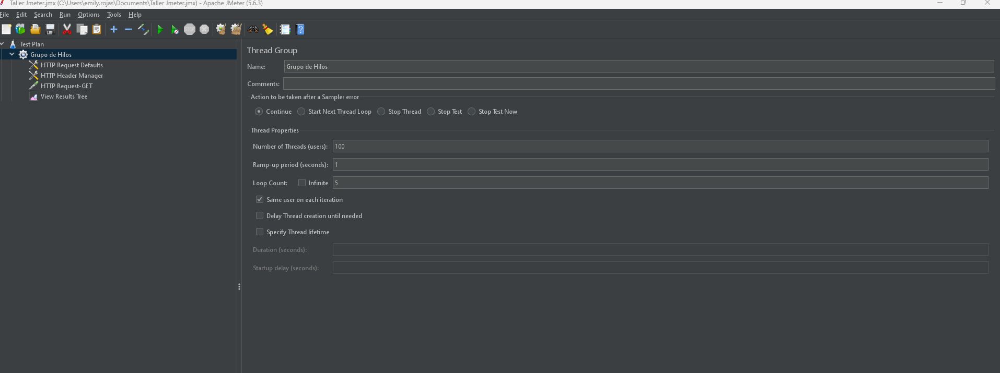 Taller Jmeter.jmx (C:\Users\emily.rojas\Documents\Taller Jmeter.jmx) - Apache JMeter (5.6.3)
File Edit Search Run Options Tools Help
STOP
Test Plan
Grupo de Hilos
HTTP Request Defaults
HTTP Header Manager
HTTP Request-GET
View Results Tree
Thread Group
Name: Grupo de Hilos
Comments:
Action to be taken after a Sampler error
Continue Start Next Thread Loop Stop Thread Stop Test Stop Test Now
Thread Properties
Number of Threads (users): 100
Ramp-up period (seconds): 1
Loop Count: Infinite 5
Same user on each iteration
Delay Thread creation until needed
Specify Thread lifetime
Duration (seconds):
Startup delay (seconds):